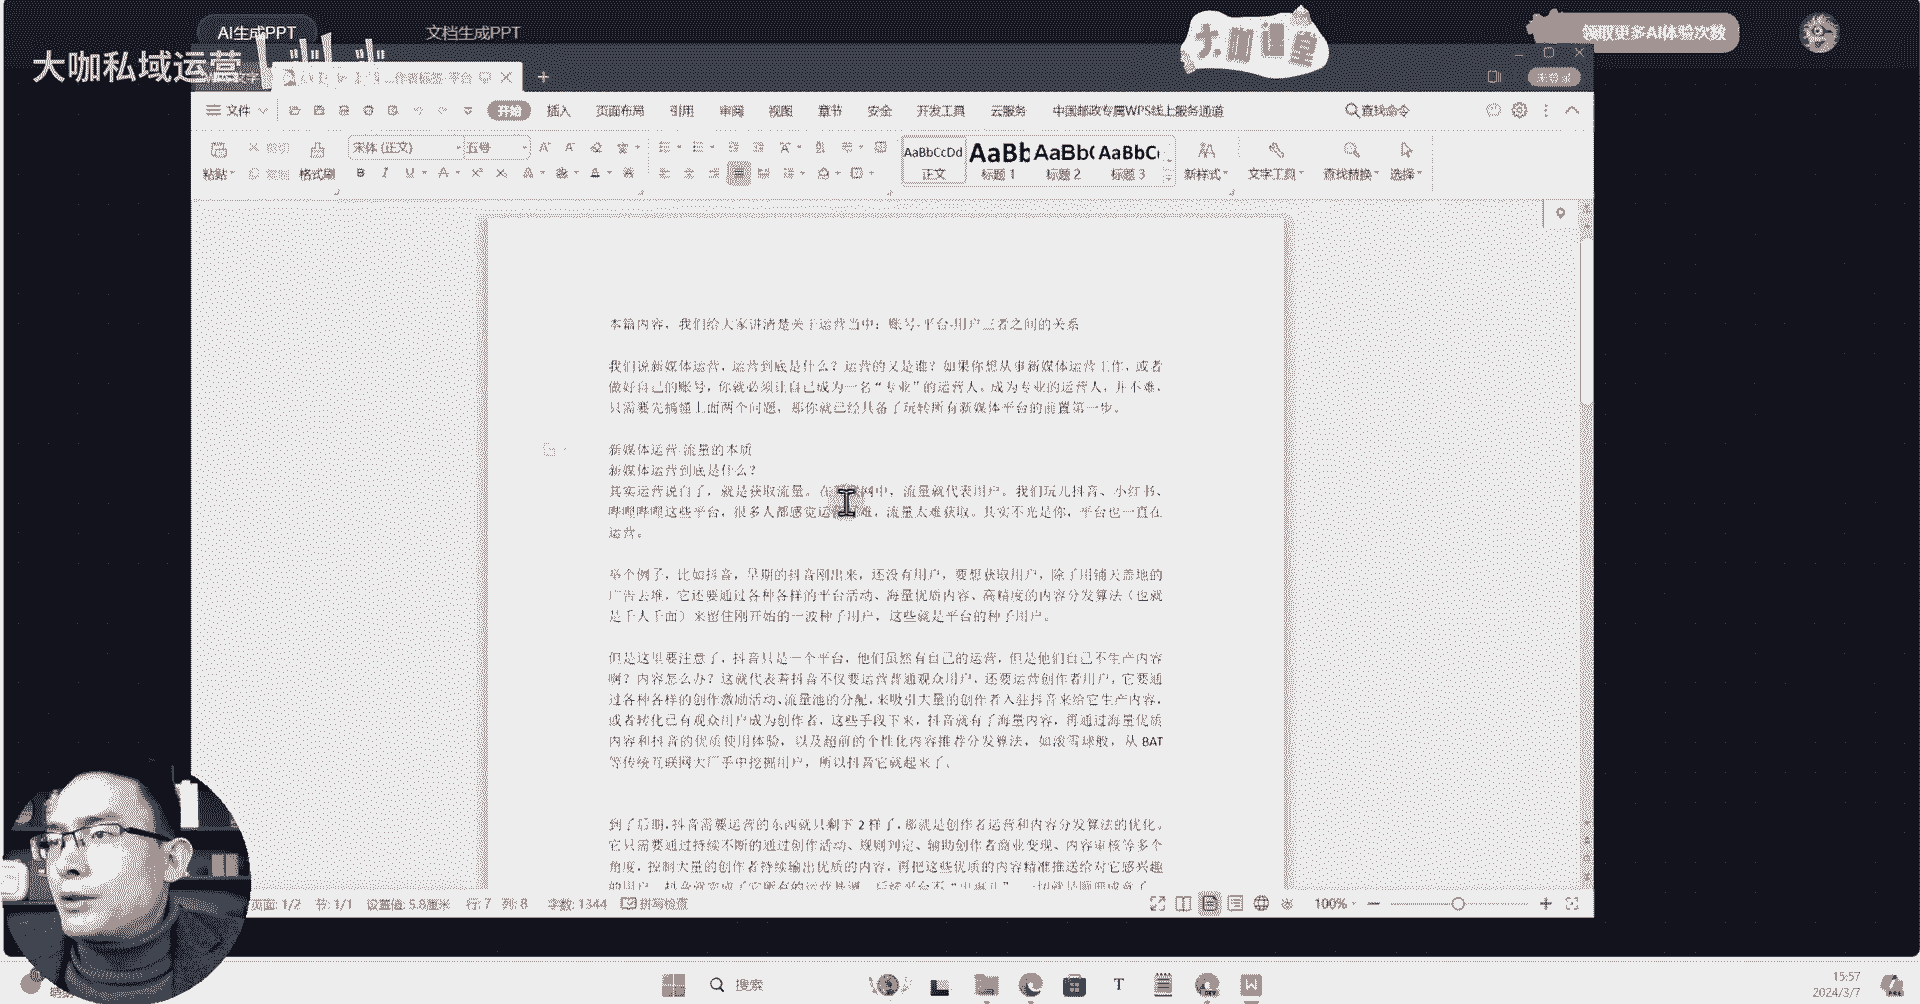 AI生成PPT
文档生成PPT
大咖课堂
领取更多AI体验次数
大咖私域运营
作者标签-平台
未登录
文件
开始
插入
页面布局
引用
审阅
视图
章节
安全
开发工具
云服务
中国邮政专属WPS线上服务通道
查找命令
粘贴
剪切
复制
格式刷
宋体 (正文)
五号
AaBbCcDd
正文
AaBb
标题 1
AaBb(
标题 2
AaBbC
标题 3
新样式
文字工具
查找替换
选择
本篇内容，我们给大家讲清楚关于运营当中：账号-平台-用户三者之间的关系
我们说新媒体运营，运营到底是什么？运营的又是谁？如果你想从事新媒体运营工作，或者
做好自己的账号，你就必须让自己成为一名“专业”的运营人。成为专业的运营人，并不难，
只需要先搞懂上面两个问题，那你就已经具备了玩转所有新媒体平台的前置第一步。
新媒体运营-流量的本质
新媒体运营到底是什么？
其实运营说白了，就是获取流量。在 网中，流量就代表用户。我们玩儿抖音、小红书、
哔哩哔哩这些平台，很多人都感觉运 难，流量太难获取。其实不光是你，平台也一直在
运营。
举个例子，比如抖音，早期的抖音刚出来，还没有用户，要想获取用户，除了用铺天盖地的
广告去堆，它还要通过各种各样的平台活动、海量优质内容、高精度的内容分发算法（也就
是千人千面）来留住刚开始的一波种子用户，这些就是平台的种子用户。
但是这里要注意了，抖音只是一个平台，他们虽然有自己的运营，但是他们自己不生产内容
啊？内容怎么办？这就代表着抖音不仅要运营普通观众用户，还要运营创作者用户，它要通
过各种各样的创作激励活动、流量池的分配，来吸引大量的创作者入驻抖音来给它生产内容，
或者转化已有观众用户成为创作者，这些手段下来，抖音就有了海量内容，再通过海量优质
内容和抖音的优质使用体验，以及超前的个性化内容推荐分发算法，如滚雪球般，从 BAT
等传统互联网大厂手中挖掘用户，所以抖音它就起来了。
到了后期，抖音需要运营的东西就只剩下 2 样了，那就是创作者运营和内容分发算法的优化。
它只需要通过持续不断的通过创作活动、规则判定、辅助创作者商业变现、内容审核等多个
角度，控制大量的创作者持续输出优质的内容，再把这些优质的内容精准推送给对它感兴趣
页面: 1/2
节: 1/1
设置值: 5.8厘米
行: 7
列: 8
字数: 1344
拼写检查
100%
搜索
15:57
2024/3/7